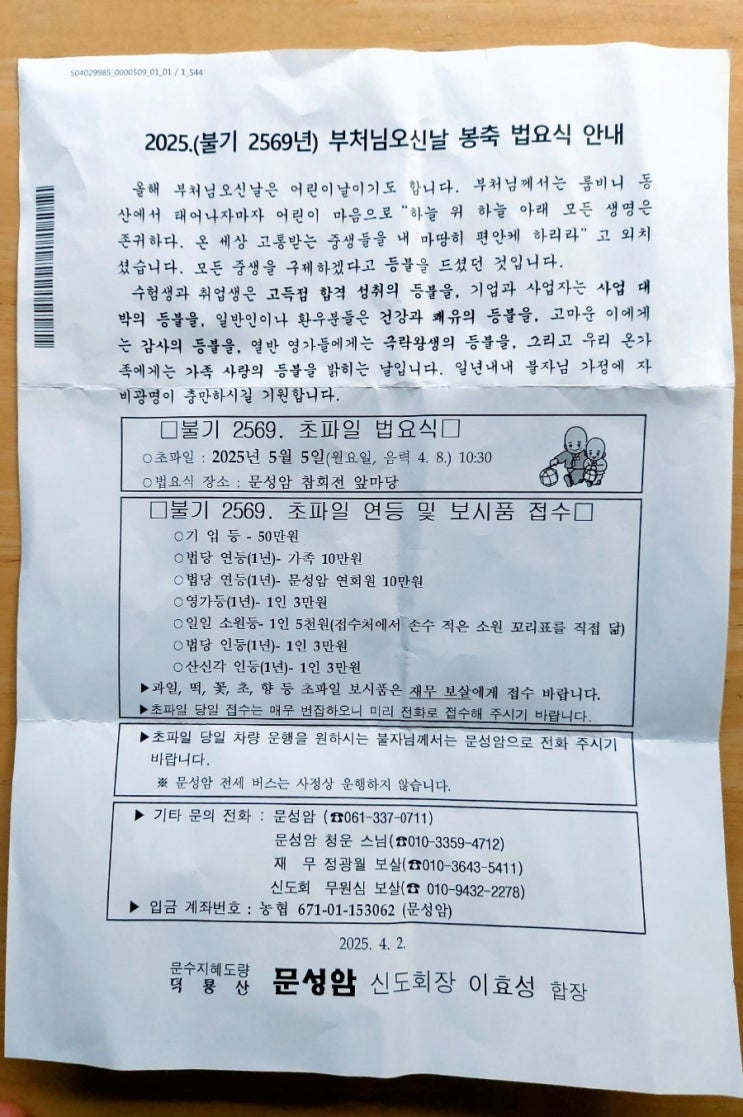 504029985_0000509_01_01 / 1_544
2025.(불기 2569년) 부처님오신날 봉축 법요식 안내
올해 부처님오신날은 어린이날이기도 합니다. 부처님께서는 룸비니 동
산에서 태어나자마자 어린이 마음으로 "하늘 위 하늘 아래 모든 생명은
존귀하다. 온 세상 고통받는 중생들을 내 마땅히 편안케 하리라" 고 외치
셨습니다. 모든 중생을 구제하겠다고 등불을 드셨던 것입니다.
수험생과 취업생은 고득점 합격 성취의 등불을, 기업과 사업자는 사업 대
박의 등불을, 일반인이나 환우분들은 건강과 쾌유의 등불을, 고마운 이에게
는 감사의 등불을, 열반 영가들에게는 극락왕생의 등불을, 그리고 우리 온가
족에게는 가족 사랑의 등불을 밝히는 날입니다. 일년내내 불자님 가정에 자
비광명이 충만하시길 기원합니다.
□불기 2569. 초파일 법요식□
○초파일 : 2025년 5월 5일(월요일, 음력 4. 8.) 10:30
○법요식 장소 : 문성암 참회전 앞마당
□불기 2569. 초파일 연등 및 보시품 접수□
○기 업 등 - 50만원
○법당 연등(1년)- 가족 10만원
○법당 연등(1년)- 문성암 연회원 10만원
○영가등(1년)- 1인 3만원
○일일 소원등- 1인 5천원(접수처에서 손수 적은 소원 꼬리표를 직접 닮)
○법당 인등(1년)- 1인 3만원
○산신각 인등(1년)- 1인 3만원
▶과일, 떡, 꽃, 초, 향 등 초파일 보시품은 재무 보살에게 접수 바랍니다.
▶초파일 당일 접수는 매우 번잡하오니 미리 전화로 접수해 주시기 바랍니다.
▶초파일 당일 차량 운행을 원하시는 불자님께서는 문성암으로 전화 주시기
바랍니다.
※ 문성암 전세 버스는 사정상 운행하지 않습니다.
▶ 기타 문의 전화 : 문성암 (☎061-337-0711)
문성암 청운 스님(☎010-3359-4712)
재 무 정광월 보살(☎010-3643-5411)
신도회 무원심 보살(☎ 010-9432-2278)
▶ 입금 계좌번호 : 농협 671-01-153062 (문성암)
2025. 4. 2.
문수지혜도량
덕 룡 산 문성암 신도회장 이효성 합장